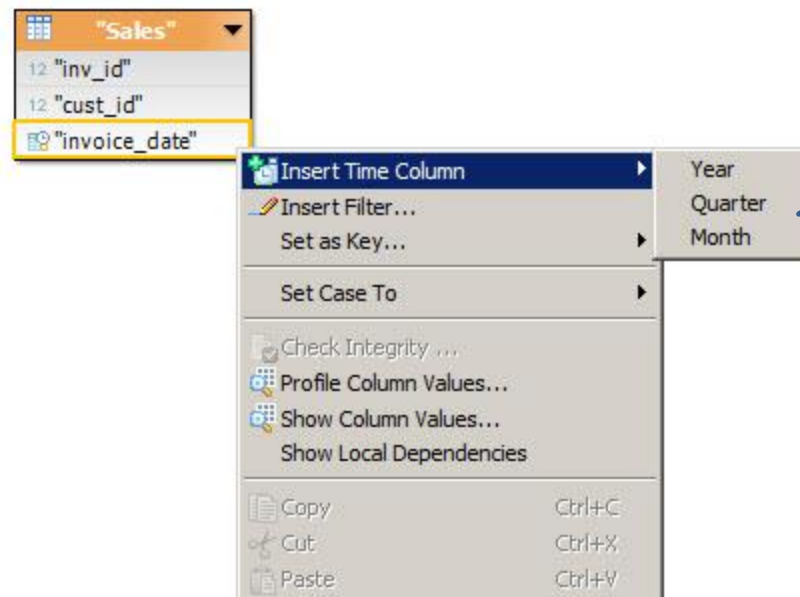 "Sales"
12 "inv_id"
12 "cust_id"
"invoice_date"
Insert Time Column
Year
Insert Filter...
Quarter
Set as Key...
Month
Set Case To
Check Integrity ...
Profile Column Values...
Show Column Values...
Show Local Dependencies
Copy Ctrl+C
Cut Ctrl+X
Paste Ctrl+V